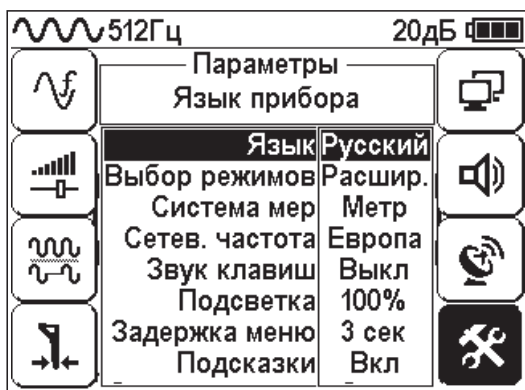 512Гц 20дБ
Параметры
Язык прибора
Язык Русский
Выбор режимов Расшир.
Система мер Метр
Сетев. частота Европа
Звук клавиш Выкл
Подсветка 100%
Задержка меню 3 сек
Подсказки Вкл